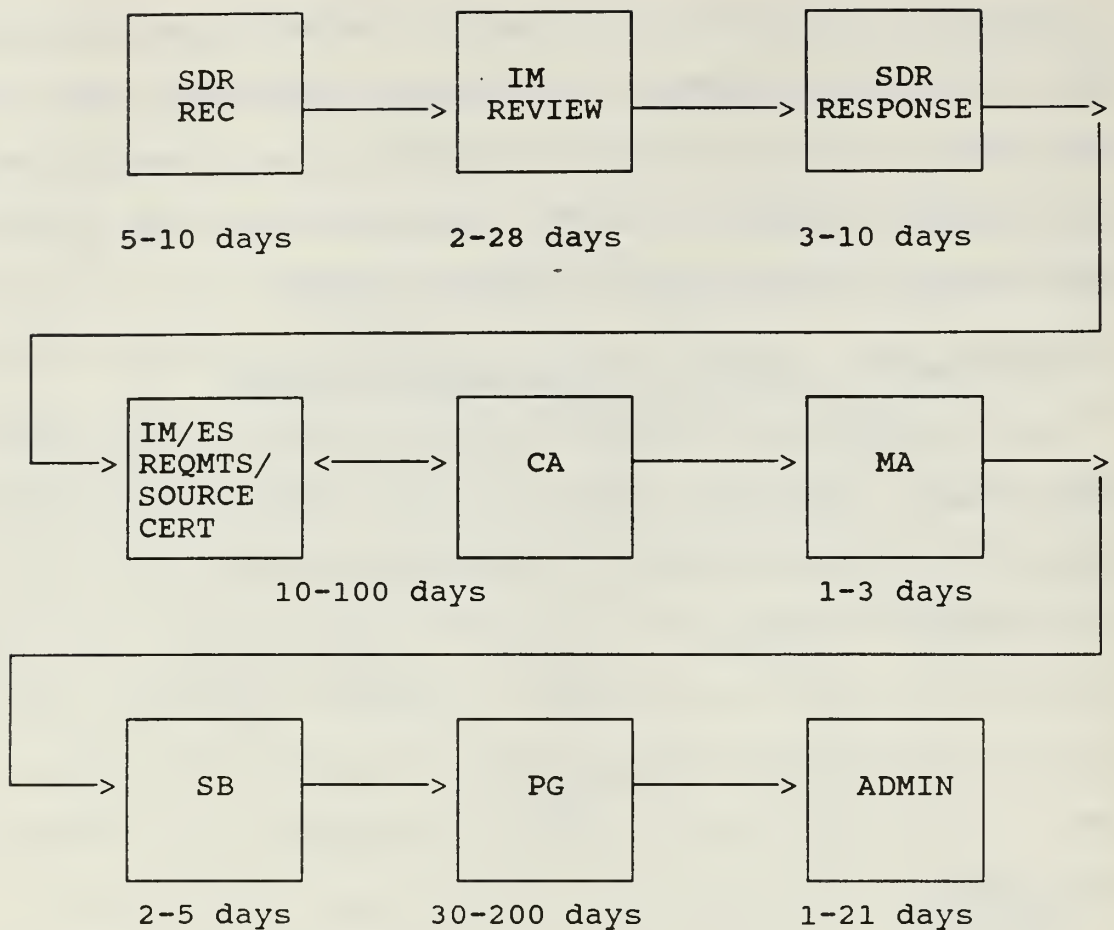 SDR
REC
IM
REVIEW
SDR
RESPONSE
5-10 days
2-28 days
3-10 days
IM/ES
REQMTS/
SOURCE
CERT
CA
MA
10-100 days
1-3 days
SB
PG
ADMIN
2-5 days
30-200 days
1-21 days